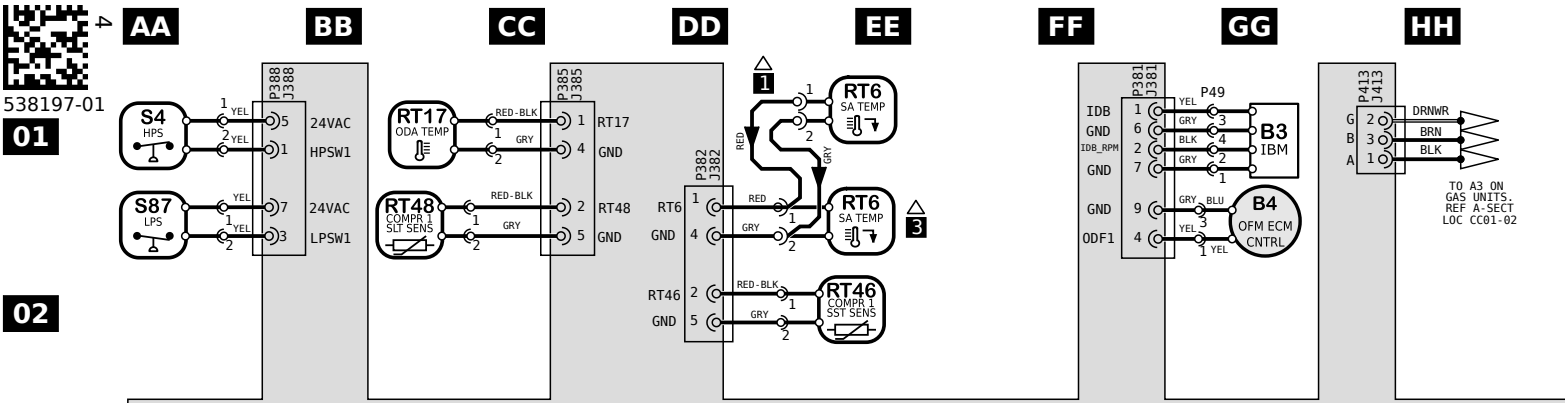 AA
BB
CC
DD
EE
FF
GG
HH
4
538197-01
01
02
S4
HPS
1
YEL
2
YEL
P388
J388
5
24VAC
1
HPSW1
S87
LPS
YEL
1
YEL
2
7
24VAC
3
LPSW1
RT17
ODA TEMP
RED-BLK
1
GRY
2
P385
J385
1
RT17
4
GND
RT48
COMPR 1
SLT SENS
RED-BLK
1
GRY
2
2
RT48
5
GND
P382
J382
RT6
1
RED
1
GND
4
GRY
2
RT46
2
RED-BLK
1
GND
5
GRY
2
1
RED
GRY
1
2
RT6
SA TEMP
RT6
SA TEMP
3
RT46
COMPR 1
SST SENS
P381
J381
P49
IDB
1
YEL
GND
6
GRY
3
IDB_RPM
2
BLK
4
GND
7
GRY
2
1
B3
IBM
GND
9
GRY
BLU
3
ODF1
4
YEL
1
YEL
B4
OFM ECM
CNTRL
P413
J413
G
2
DRNWR
B
3
BRN
A
1
BLK
TO A3 ON
GAS UNITS.
REF A-SECT
LOC CC01-02